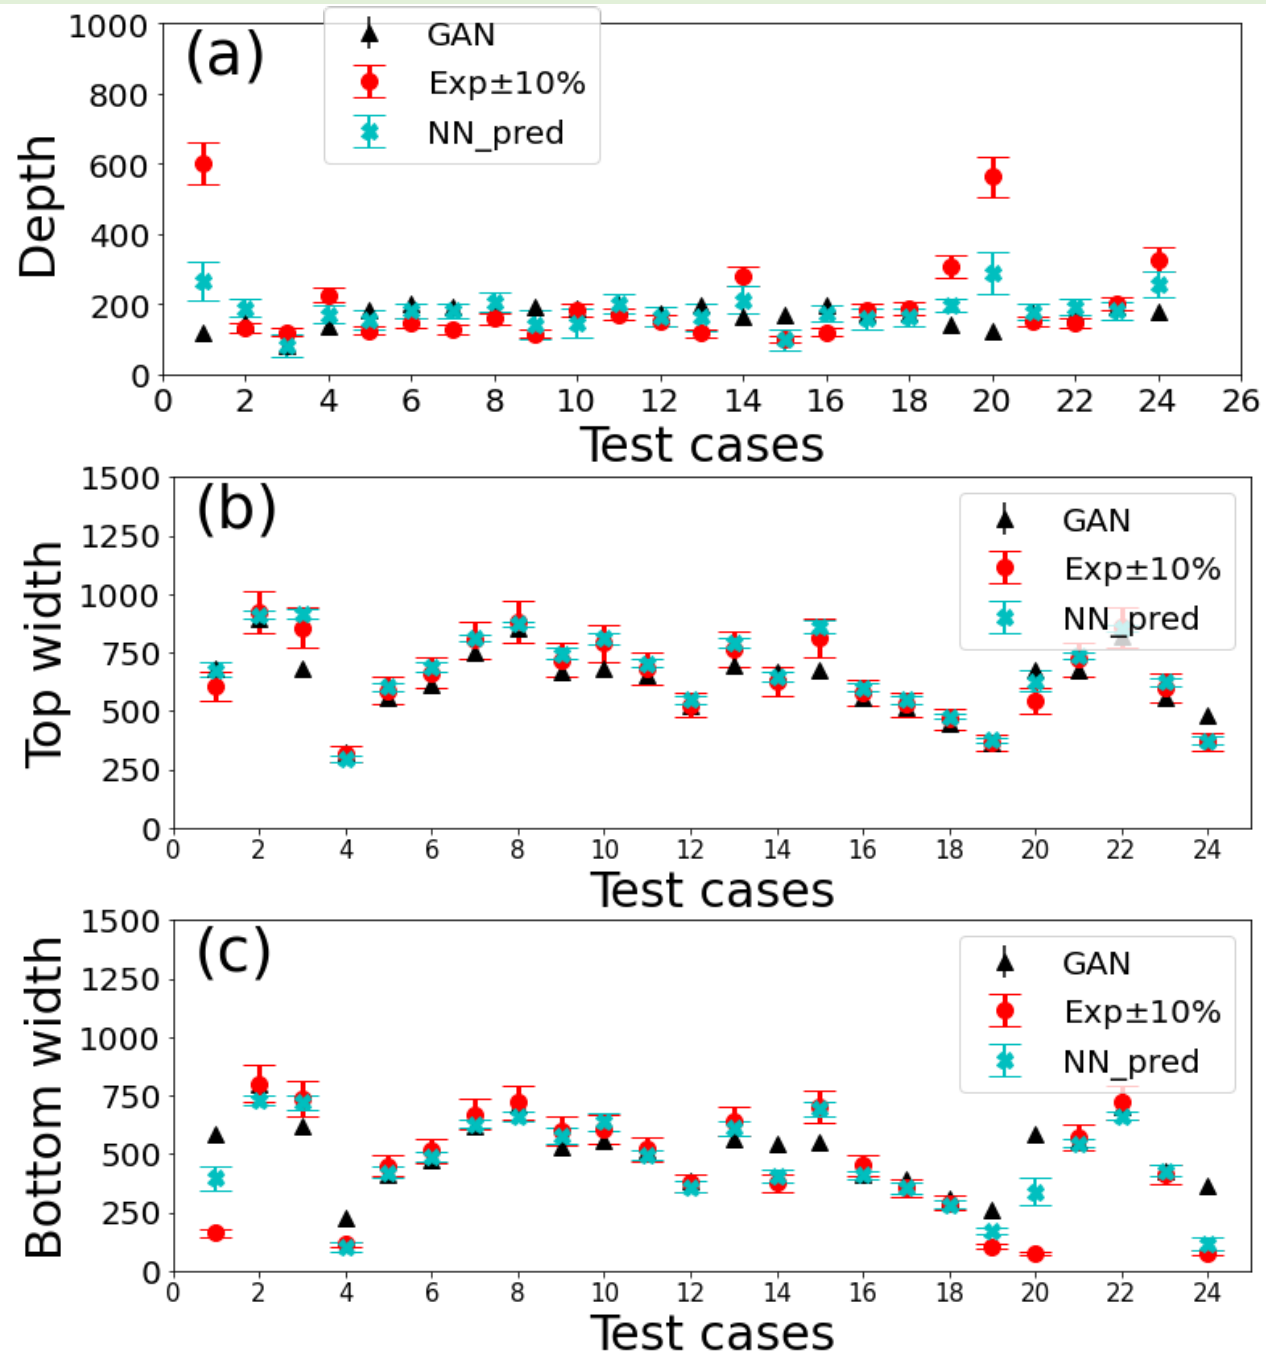 (a)
GAN
Exp±10%
NN_pred
Depth
1000
800
600
400
200
0
0 2 4 6 8 10 12 14 16 18 20 22 24 26
Test cases
(b)
GAN
Exp±10%
NN_pred
Top width
1500
1250
1000
750
500
250
0
0 2 4 6 8 10 12 14 16 18 20 22 24
Test cases
(c)
GAN
Exp±10%
NN_pred
Bottom width
1500
1250
1000
750
500
250
0
0 2 4 6 8 10 12 14 16 18 20 22 24
Test cases